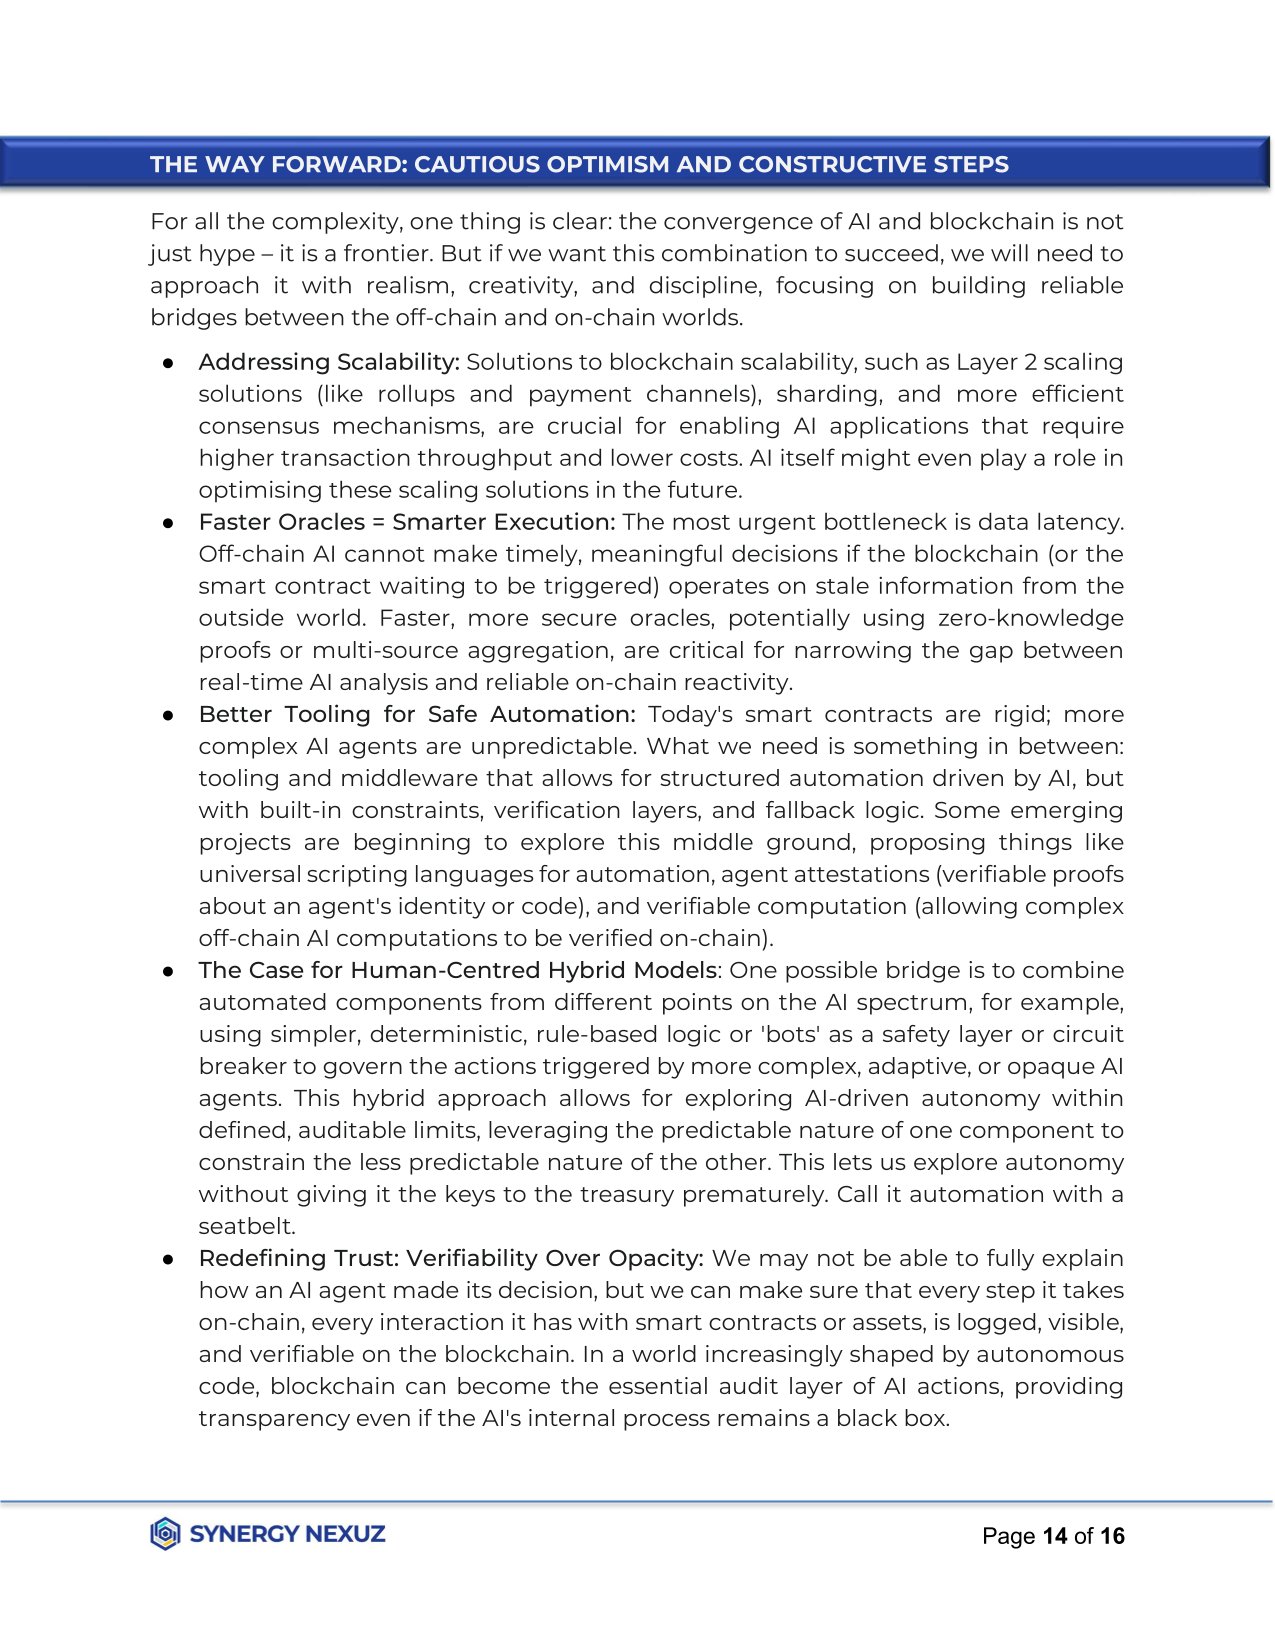 THE WAY FORWARD: CAUTIOUS OPTIMISM AND CONSTRUCTIVE STEPS
For all the complexity, one thing is clear: the convergence of AI and blockchain is not
just hype – it is a frontier. But if we want this combination to succeed, we will need to
approach it with realism, creativity, and discipline, focusing on building reliable
bridges between the off-chain and on-chain worlds.
● Addressing Scalability: Solutions to blockchain scalability, such as Layer 2 scaling
solutions (like rollups and payment channels), sharding, and more efficient
consensus mechanisms, are crucial for enabling AI applications that require
higher transaction throughput and lower costs. AI itself might even play a role in
optimising these scaling solutions in the future.
● Faster Oracles = Smarter Execution: The most urgent bottleneck is data latency.
Off-chain AI cannot make timely, meaningful decisions if the blockchain (or the
smart contract waiting to be triggered) operates on stale information from the
outside world. Faster, more secure oracles, potentially using zero-knowledge
proofs or multi-source aggregation, are critical for narrowing the gap between
real-time AI analysis and reliable on-chain reactivity.
● Better Tooling for Safe Automation: Today's smart contracts are rigid; more
complex AI agents are unpredictable. What we need is something in between:
tooling and middleware that allows for structured automation driven by AI, but
with built-in constraints, verification layers, and fallback logic. Some emerging
projects are beginning to explore this middle ground, proposing things like
universal scripting languages for automation, agent attestations (verifiable proofs
about an agent's identity or code), and verifiable computation (allowing complex
off-chain AI computations to be verified on-chain).
● The Case for Human-Centred Hybrid Models: One possible bridge is to combine
automated components from different points on the AI spectrum, for example,
using simpler, deterministic, rule-based logic or 'bots' as a safety layer or circuit
breaker to govern the actions triggered by more complex, adaptive, or opaque AI
agents. This hybrid approach allows for exploring AI-driven autonomy within
defined, auditable limits, leveraging the predictable nature of one component to
constrain the less predictable nature of the other. This lets us explore autonomy
without giving it the keys to the treasury prematurely. Call it automation with a
seatbelt.
● Redefining Trust: Verifiability Over Opacity: We may not be able to fully explain
how an AI agent made its decision, but we can make sure that every step it takes
on-chain, every interaction it has with smart contracts or assets, is logged, visible,
and verifiable on the blockchain. In a world increasingly shaped by autonomous
code, blockchain can become the essential audit layer of AI actions, providing
transparency even if the AI's internal process remains a black box.
SYNERGY NEXUZ
Page 14 of 16